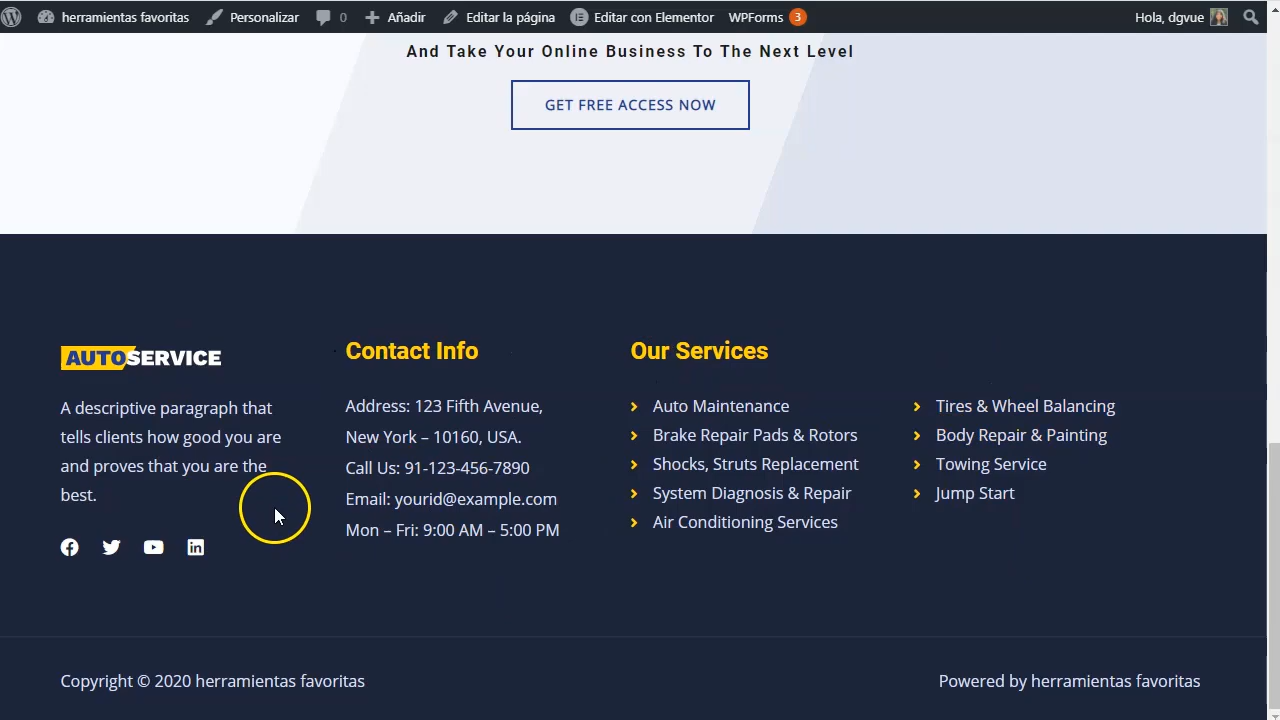 herramientas favoritas Personalizar 0 Añadir Editar la página Editar con Elementor WPForms 3 Hola, dgvue
And Take Your Online Business To The Next Level
GET FREE ACCESS NOW
AUTOSERVICE
A descriptive paragraph that
tells clients how good you are
and proves that you are the
best.
Contact Info
Address: 123 Fifth Avenue,
New York – 10160, USA.
Call Us: 91-123-456-7890
Email: yourid@example.com
Mon – Fri: 9:00 AM – 5:00 PM
Our Services
Auto Maintenance
Brake Repair Pads & Rotors
Shocks, Struts Replacement
System Diagnosis & Repair
Air Conditioning Services
Tires & Wheel Balancing
Body Repair & Painting
Towing Service
Jump Start
Copyright © 2020 herramientas favoritas
Powered by herramientas favoritas